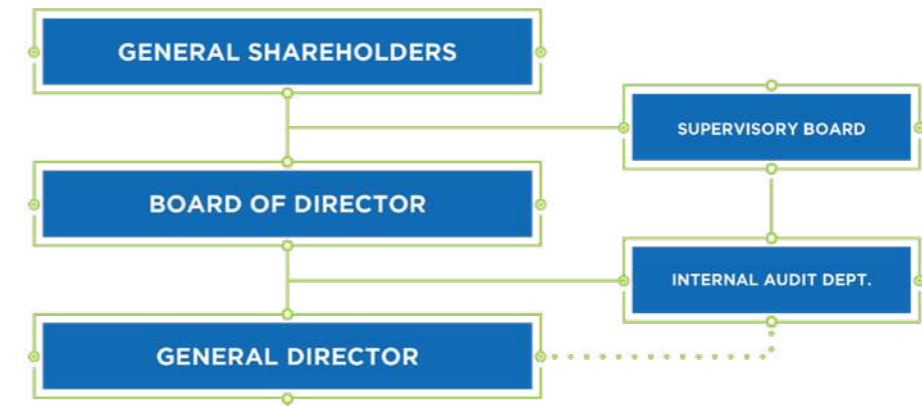 GENERAL SHAREHOLDERS
SUPERVISORY BOARD
BOARD OF DIRECTOR
INTERNAL AUDIT DEPT.
GENERAL DIRECTOR